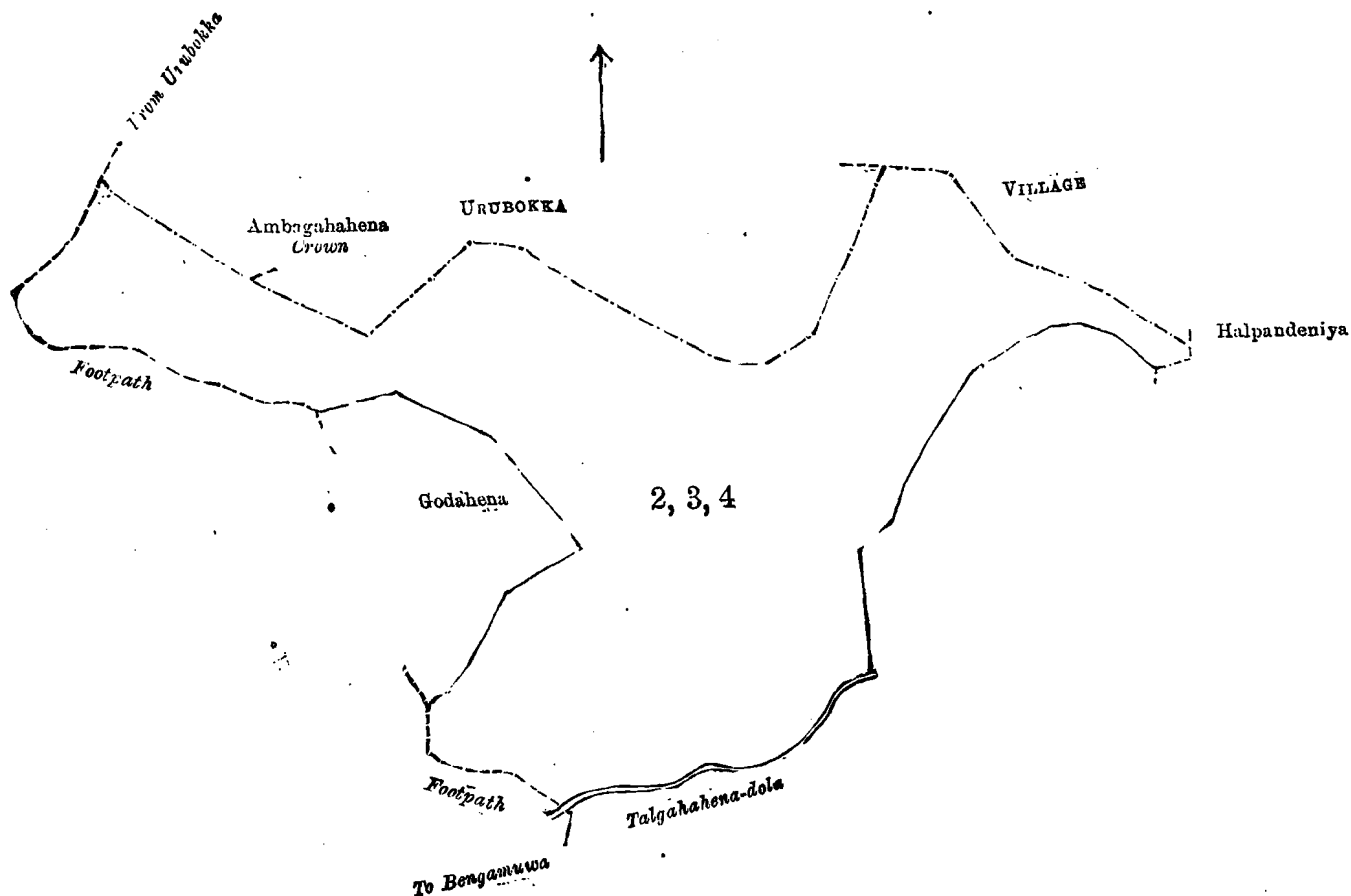 From Urubokka
VILLAGE
URUBOKKA
Ambagahahena
Crown
Halpandeniya
Footpath
Godahena
2, 3, 4
Footpath
Talgahahena-dola
To Bengamuwa